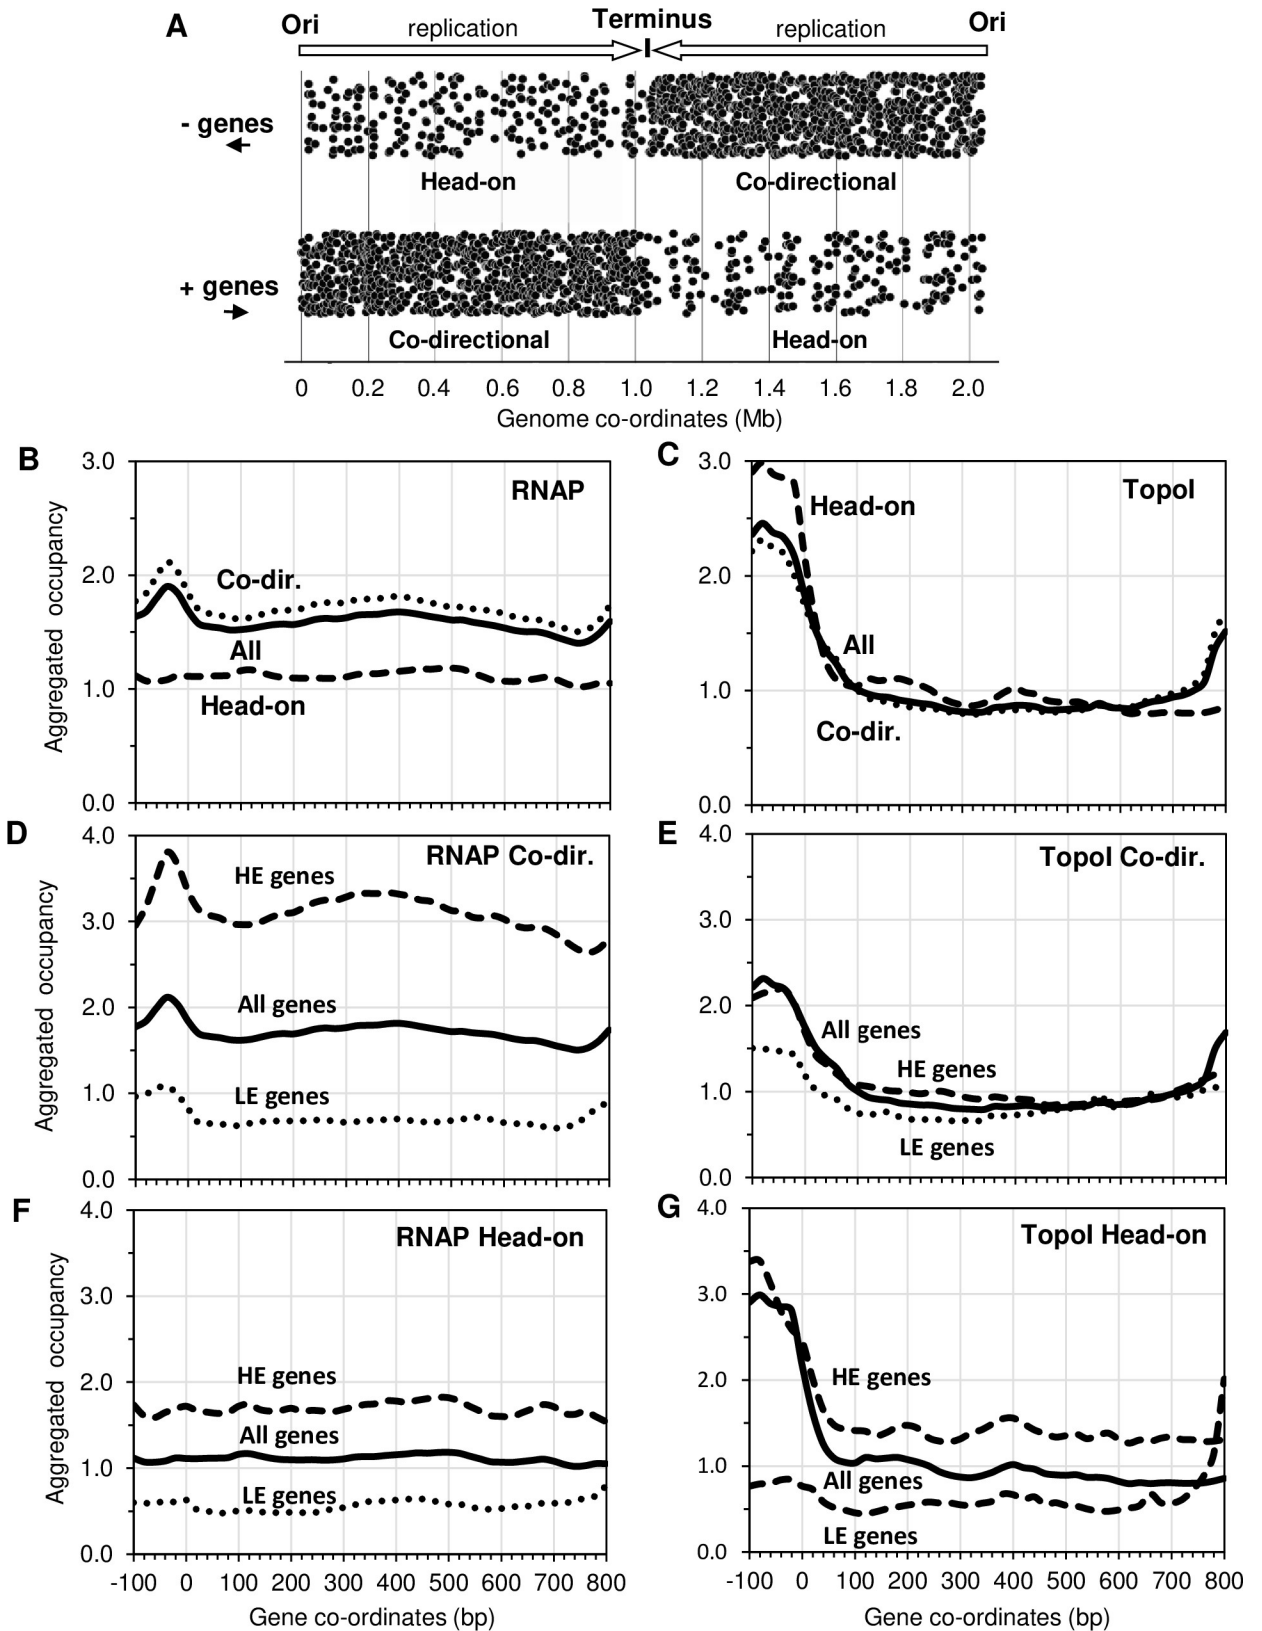 A
Ori
replication
Terminus
replication
Ori
- genes
Head-on
Co-directional
+ genes
Co-directional
Head-on
0 0.2 0.4 0.6 0.8 1.0 1.2 1.4 1.6 1.8 2.0
Genome co-ordinates (Mb)
B
RNAP
Aggregated occupancy
3.0
2.0
1.0
0.0
Co-dir.
All
Head-on
C
TopoI
3.0
2.0
1.0
0.0
Head-on
All
Co-dir.
D
RNAP Co-dir.
Aggregated occupancy
4.0
3.0
2.0
1.0
0.0
HE genes
All genes
LE genes
E
TopoI Co-dir.
4.0
3.0
2.0
1.0
0.0
All genes
HE genes
LE genes
F
RNAP Head-on
Aggregated occupancy
4.0
3.0
2.0
1.0
0.0
HE genes
All genes
LE genes
-100 0 100 200 300 400 500 600 700 800
Gene co-ordinates (bp)
G
TopoI Head-on
4.0
3.0
2.0
1.0
0.0
HE genes
All genes
LE genes
-100 0 100 200 300 400 500 600 700 800
Gene co-ordinates (bp)